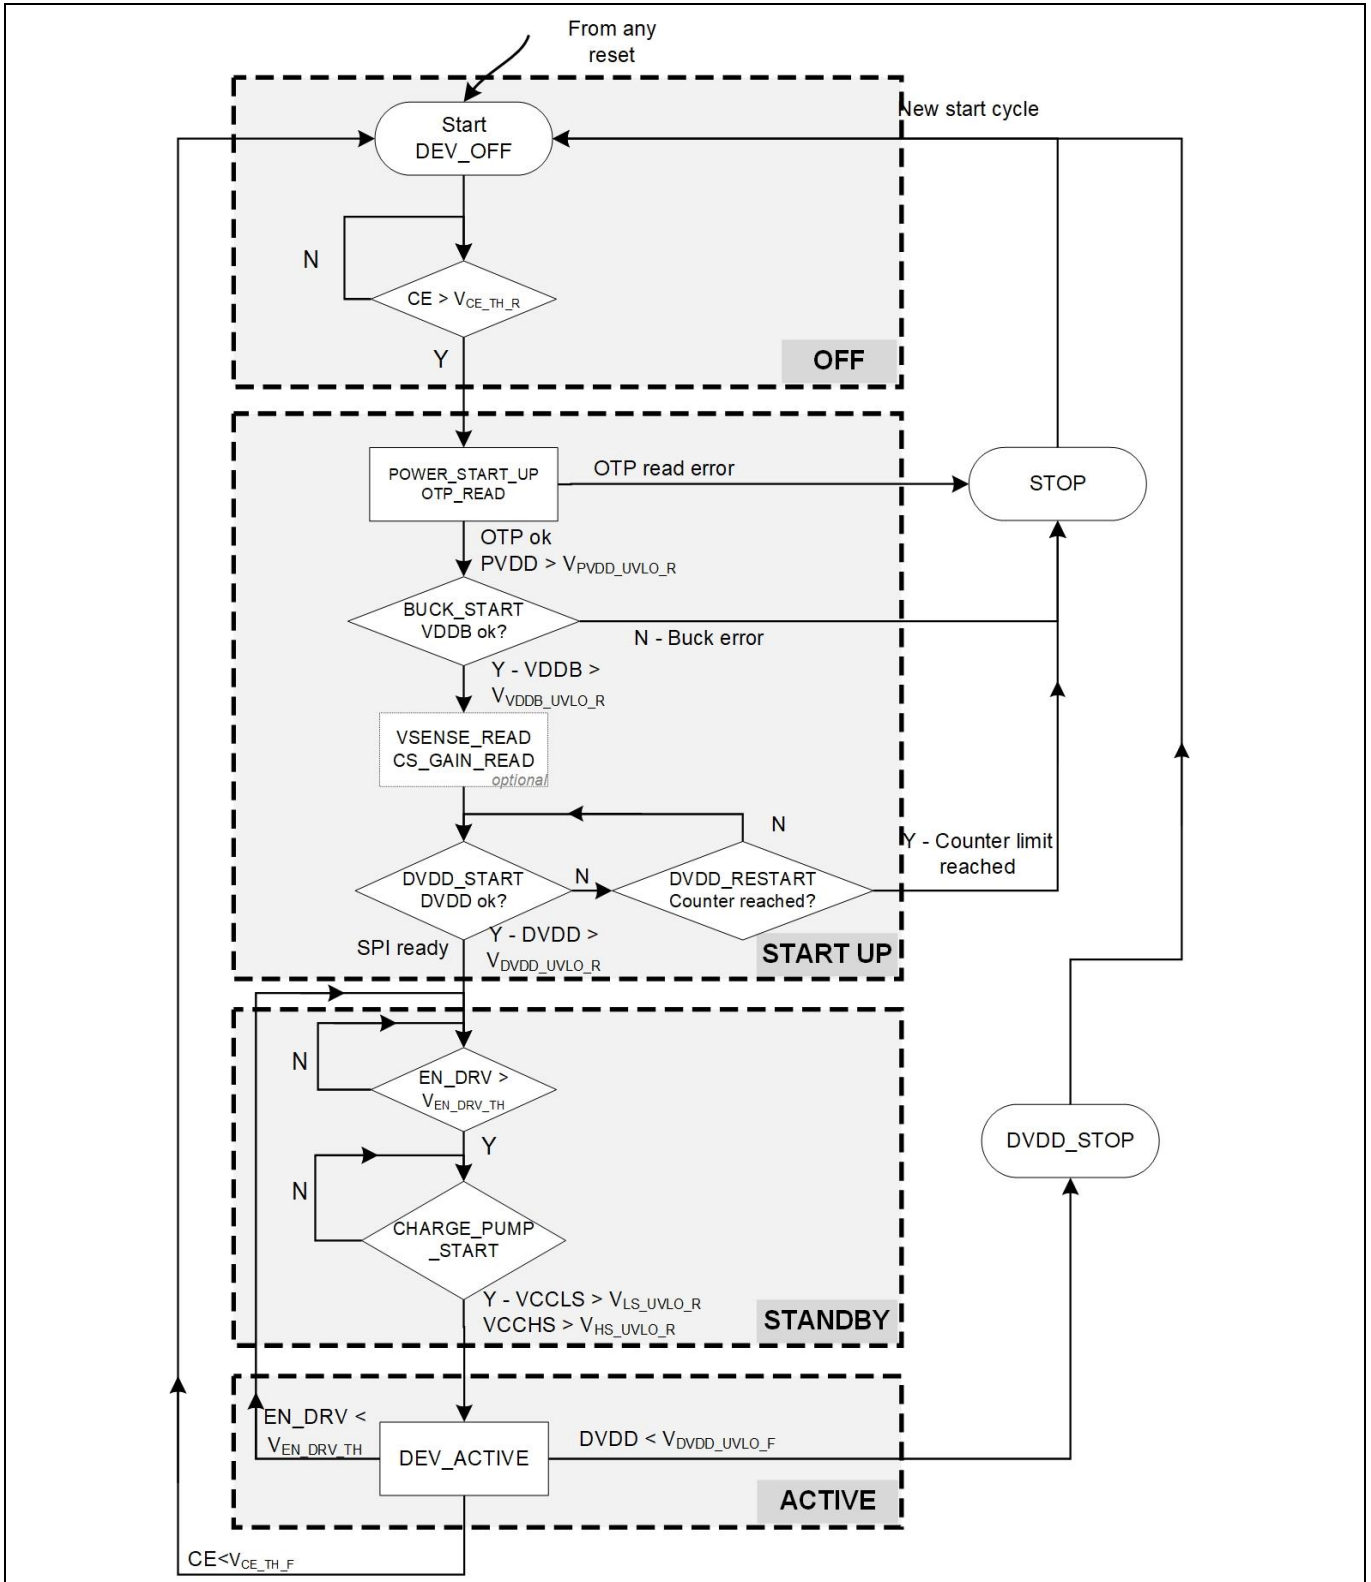 From any
reset
New start cycle
Start
DEV_OFF
N
CE > VCE_TH_R
Y
OFF
POWER_START_UP
OTP_READ
OTP read error
STOP
OTP ok
PVDD > VPVDD_UVLO_R
BUCK_START
VDDB ok?
N - Buck error
Y - VDDB >
VVDDB_UVLO_R
VSENSE_READ
CS_GAIN_READ
optional
N
Y - Counter limit
reached
DVDD_START
DVDD ok?
N
DVDD_RESTART
Counter reached?
SPI ready
Y - DVDD >
VDVDD_UVLO_R
START UP
N
EN_DRV >
VEN_DRV_TH
Y
DVDD_STOP
N
CHARGE_PUMP
_START
Y - VCCLS > VLS_UVLO_R
VCCHS > VHS_UVLO_R
STANDBY
EN_DRV <
VEN_DRV_TH
DEV_ACTIVE
DVDD < VDVDD_UVLO_F
ACTIVE
CE<VCE_TH_F